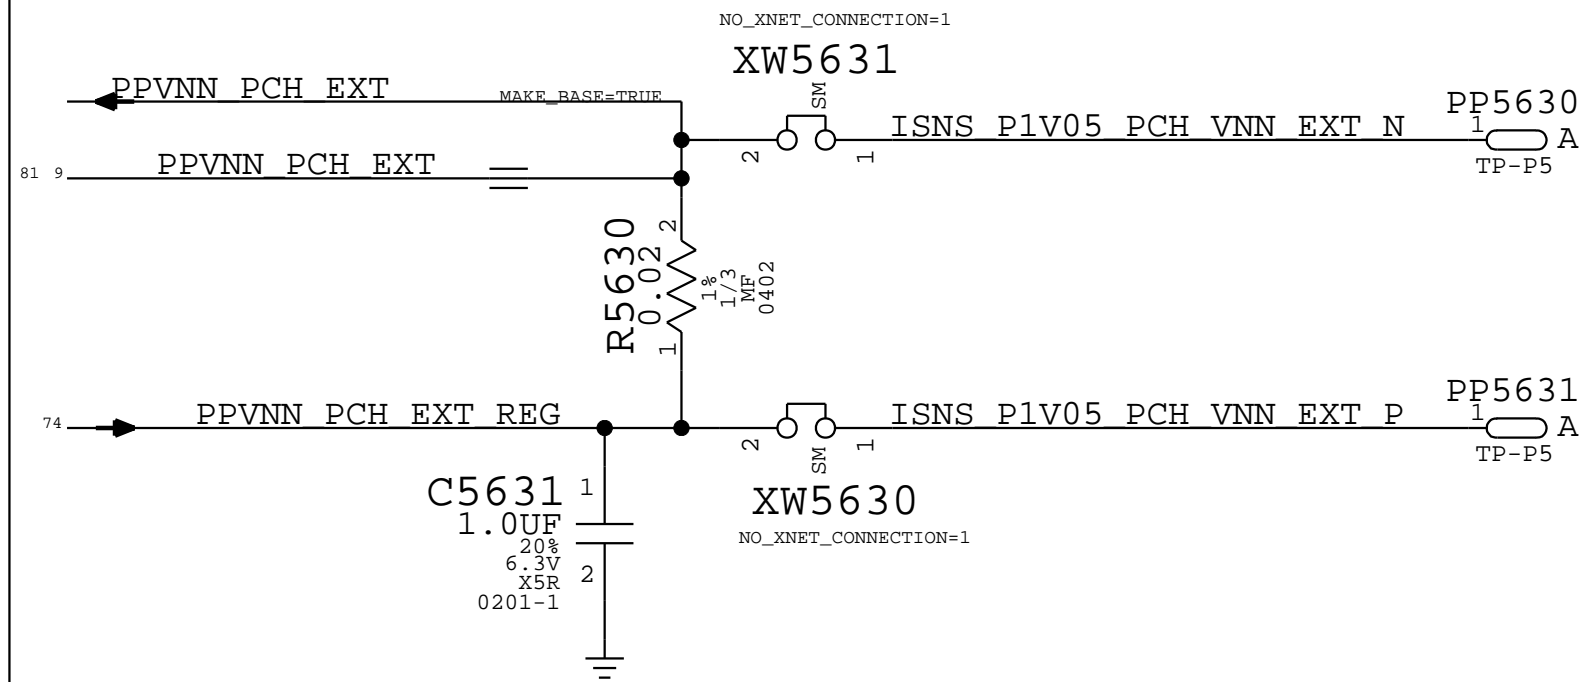 NO_XNET_CONNECTION=1
XW5631
SM
PPVNN_PCH_EXT
MAKE_BASE=TRUE
2
1
ISNS_P1V05_PCH_VNN_EXT_N
PP5630
1
A
TP-P5
81 9
PPVNN_PCH_EXT
R5630
0.02
2
1
1%
1/3
MF
0402
74
PPVNN_PCH_EXT_REG
2
1
SM
ISNS_P1V05_PCH_VNN_EXT_P
PP5631
1
A
TP-P5
XW5630
NO_XNET_CONNECTION=1
C5631
1
1.0UF
20%
6.3V
X5R
2
0201-1